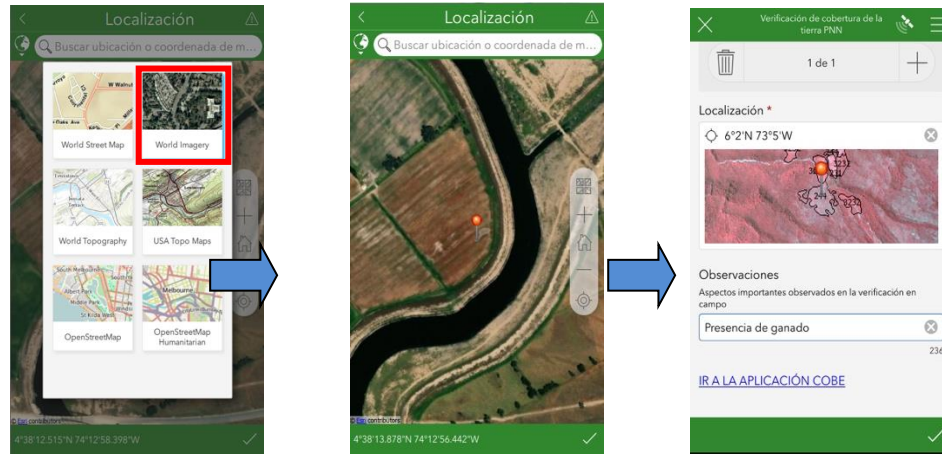 Localización
Buscar ubicación o coordenada de m...
World Street Map
World Imagery
World Topography
USA Topo Maps
OpenStreetMap
OpenStreetMap
Humanitarian
4°38'12.515"N 74°12'58.398"W
Localización
Buscar ubicación o coordenada de m...
4°38'13.878"N 74°12'56.442"W
Verificación de cobertura de la
tierra PNN
1 de 1
Localización *
6°2'N 73°5'W
Observaciones
Aspectos importantes observados en la verificación en
campo
Presencia de ganado
236
IR A LA APLICACIÓN COBE